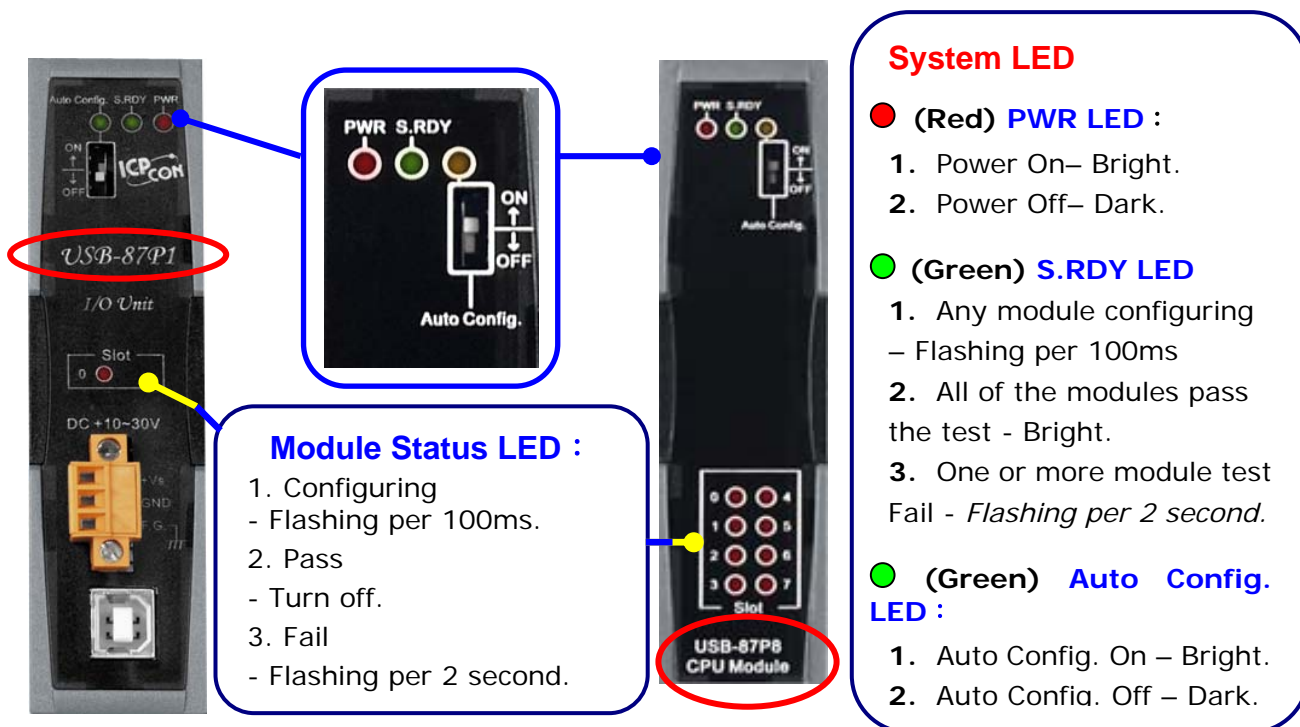 Auto Config. S.RDY PWR
ON
OFF
ICP CON
USB-87P1
I/O Unit
Slot
0
DC +10~30V
+Vs
GND
F.G.
PWR S.RDY
ON
OFF
Auto Config.
Module Status LED :
1. Configuring
- Flashing per 100ms.
2. Pass
- Turn off.
3. Fail
- Flashing per 2 second.
PWR S.RDY
ON
OFF
Auto Config.
0 4
1 5
2 6
3 7
Slot
USB-87P8
CPU Module
System LED
(Red) PWR LED :
1. Power On– Bright.
2. Power Off– Dark.
(Green) S.RDY LED
1. Any module configuring
– Flashing per 100ms
2. All of the modules pass
the test - Bright.
3. One or more module test
Fail - Flashing per 2 second.
(Green) Auto Config.
LED :
1. Auto Config. On – Bright.
2. Auto Config. Off – Dark.